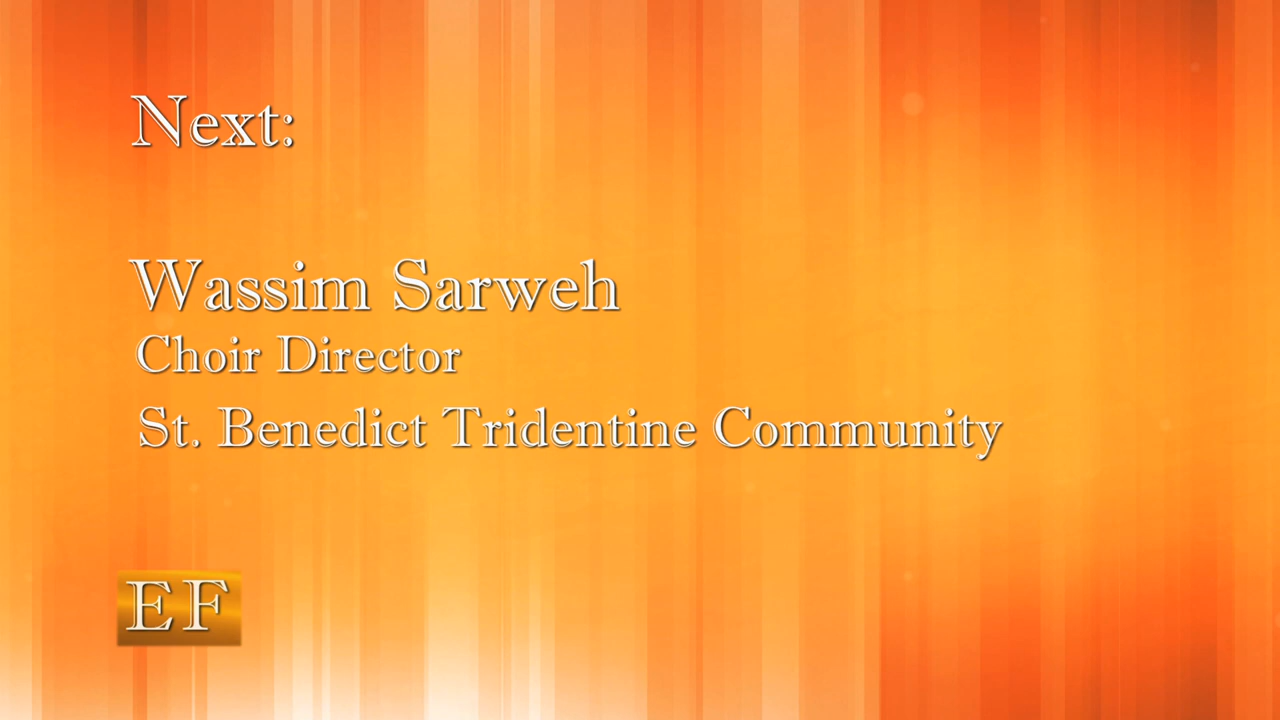 Next:
Wassim Sarweh
Choir Director
St. Benedict Tridentine Community
EF